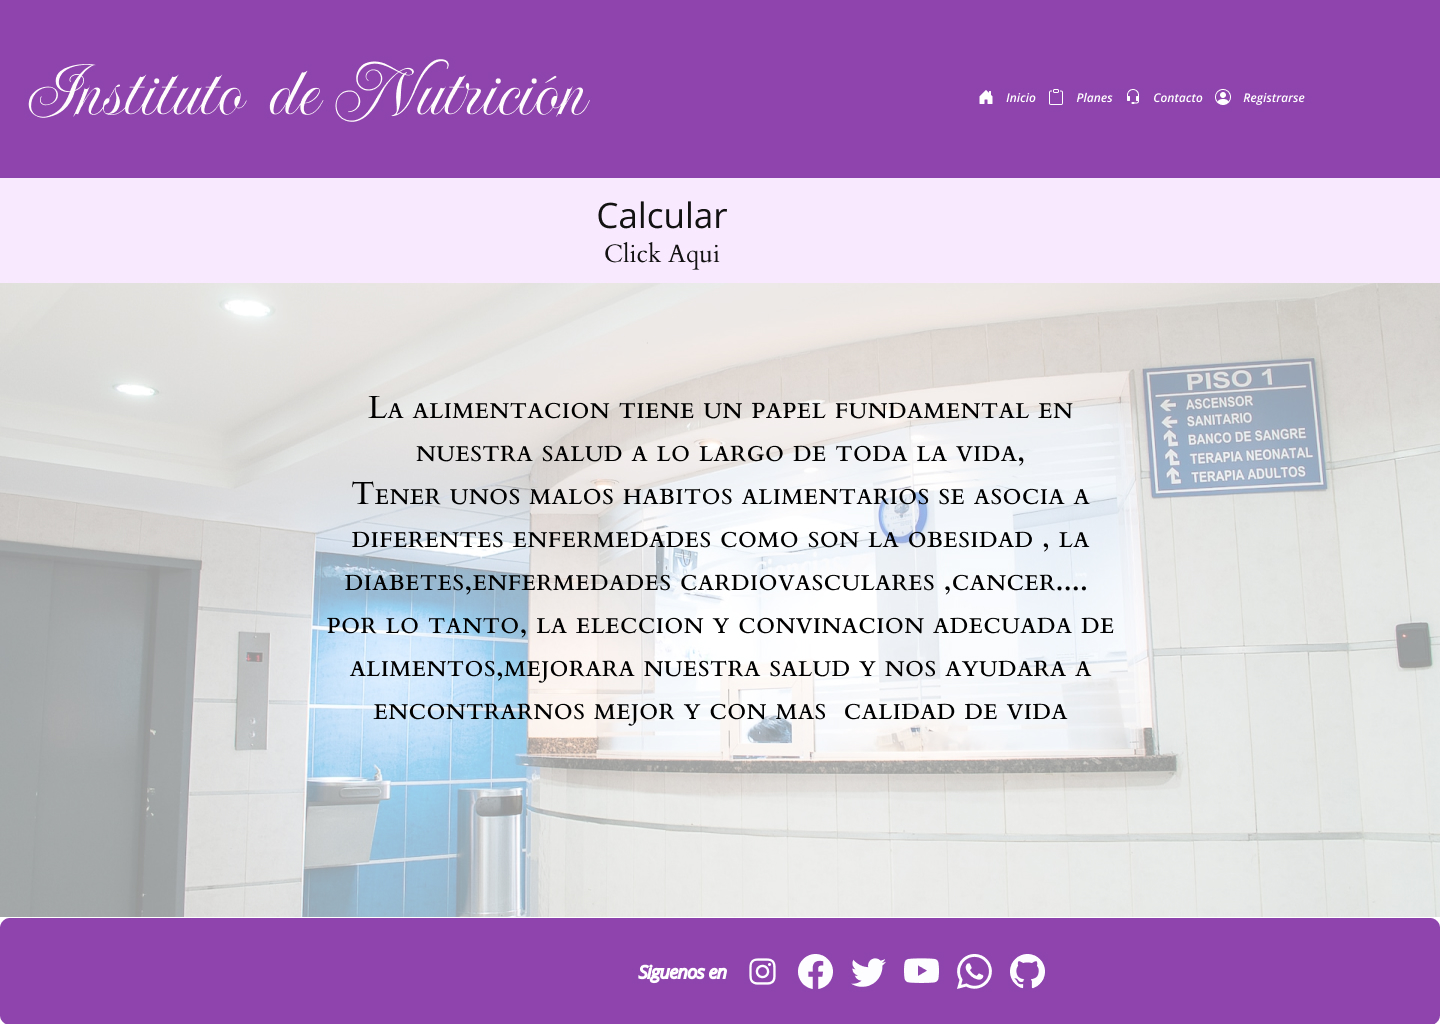 Instituto de Nutrición
Inicio Planes Contacto Registrarse
Calcular
Click Aqui
La alimentacion tiene un papel fundamental en
nuestra salud a lo largo de toda la vida,
Tener unos malos habitos alimentarios se asocia a
diferentes enfermedades como son la obesidad , la
diabetes,enfermedades cardiovasculares ,cancer....
por lo tanto, la eleccion y convinacion adecuada de
alimentos,mejorara nuestra salud y nos ayudara a
encontrarnos mejor y con mas calidad de vida
PISO 1
ASCENSOR
SANITARIO
BANCO DE SANGRE
TERAPIA NEONATAL
TERAPIA ADULTOS
Siguenos en